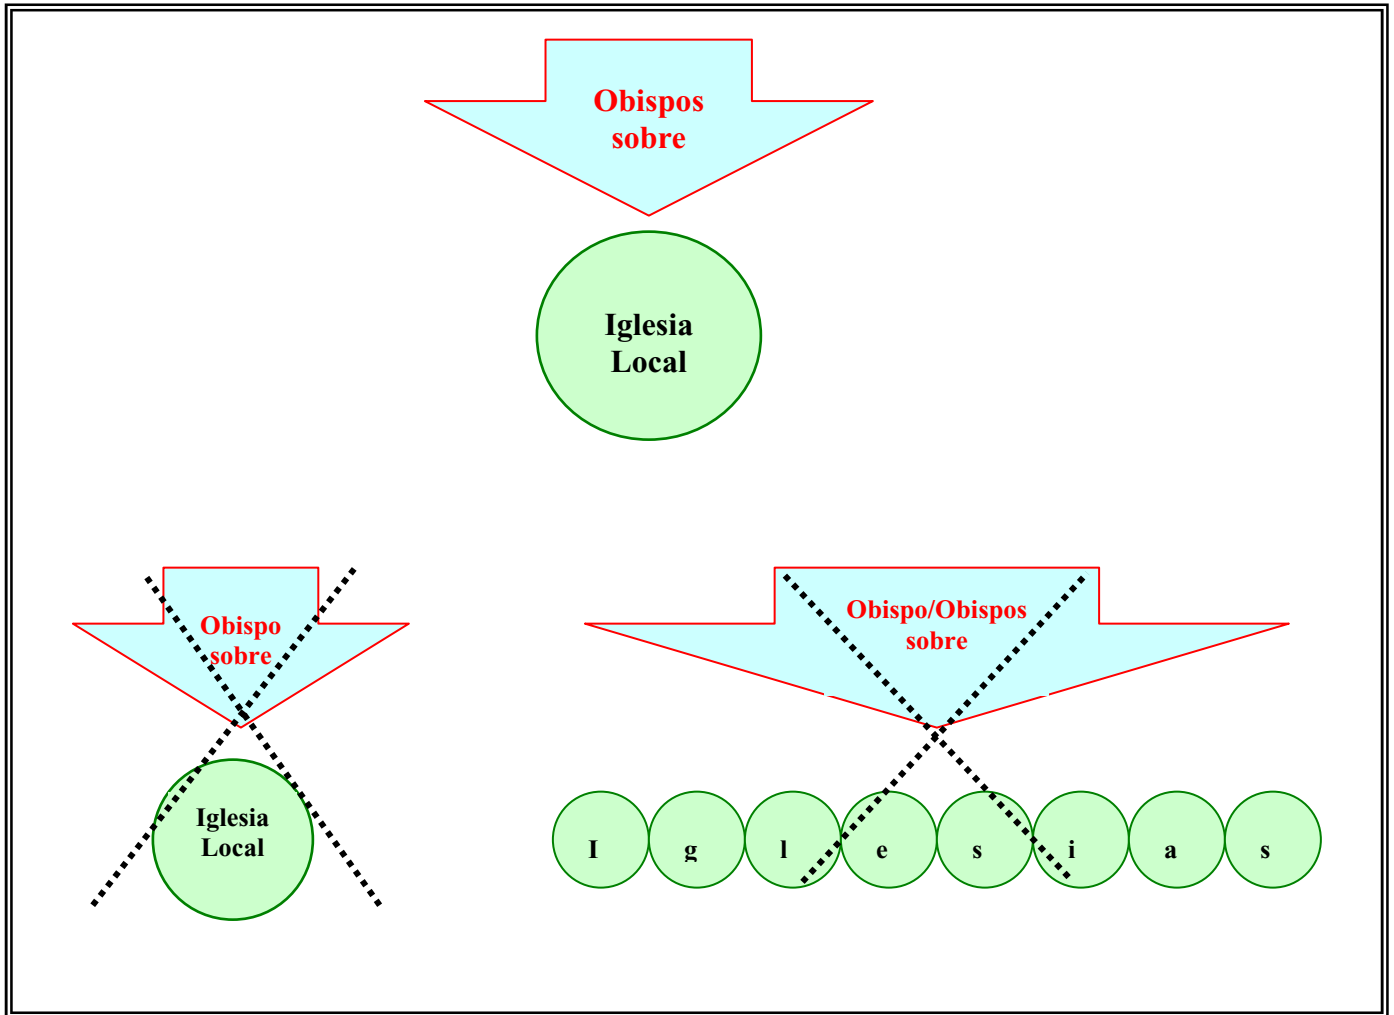 Obispos
sobre
Iglesia
Local
Obispo
sobre
Iglesia
Local
Obispo/Obispos
sobre
I g l e s i a s